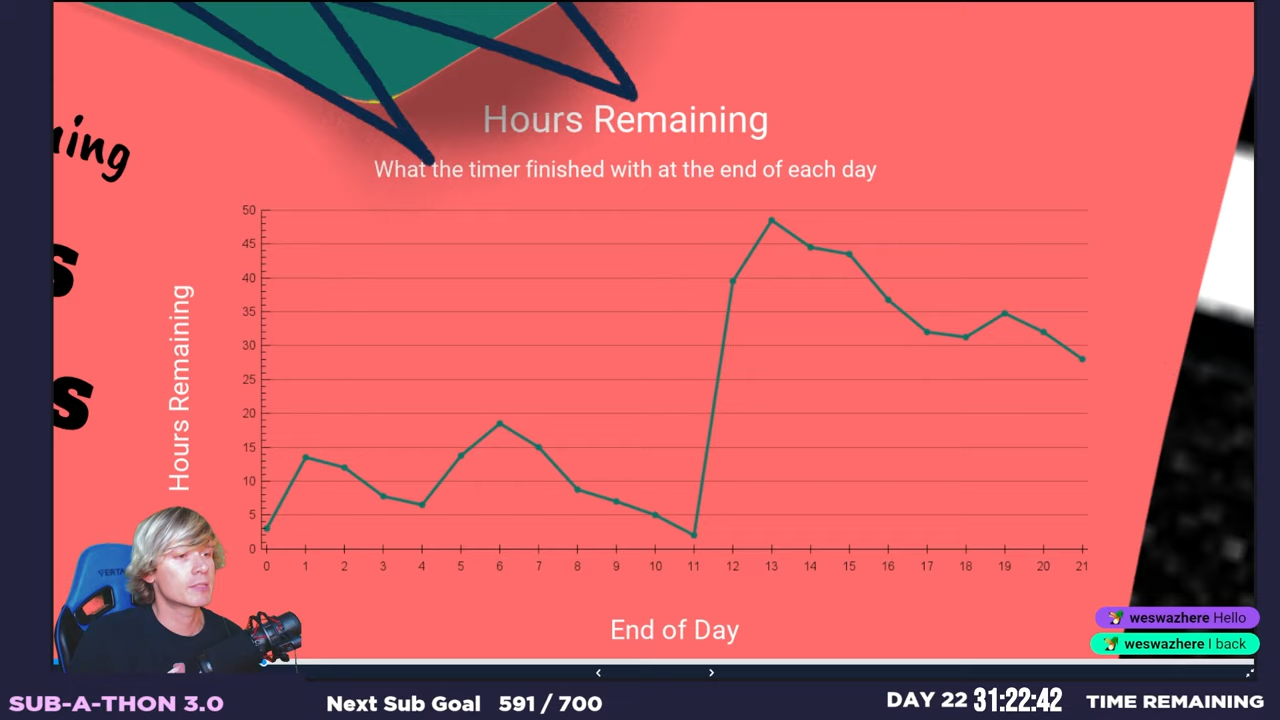 Hours Remaining
What the timer finished with at the end of each day
ning
s
s
Hours Remaining
50
45
40
35
30
25
20
15
10
5
0
0 1 2 3 4 5 6 7 8 9 10 11 12 13 14 15 16 17 18 19 20 21
End of Day
VERTA
weswazhere Hello
weswazhere I back
SUB-A-THON 3.0 Next Sub Goal 591 / 700 DAY 22 31:22:42 TIME REMAINING